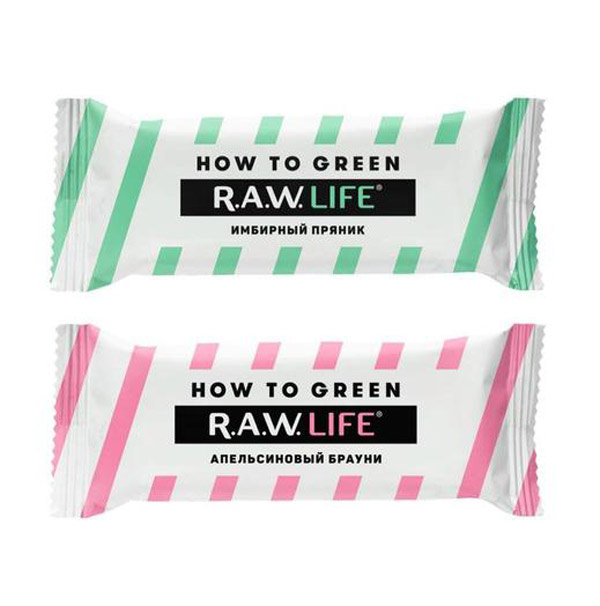 HOW TO GREEN
R.A.W. LIFE®
ИМБИРНЫЙ ПРЯНИК
HOW TO GREEN
R.A.W. LIFE®
АПЕЛЬСИНОВЫЙ БРАУНИ